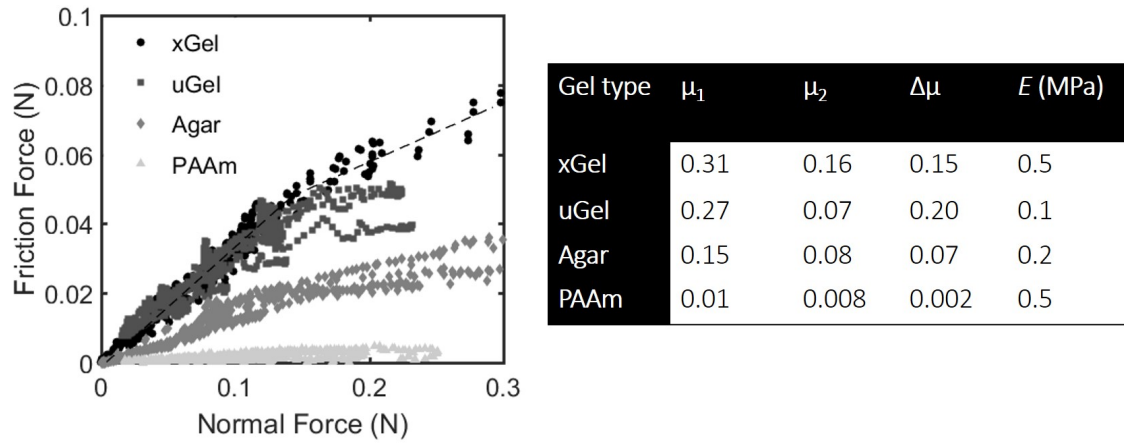 0.1
0.08
0.06
0.04
0.02
0
Friction Force (N)
xGel
uGel
Agar
PAAm
0 0.1 0.2 0.3
Normal Force (N)
Gel type μ₁ μ₂ Δμ E (MPa)
xGel 0.31 0.16 0.15 0.5
uGel 0.27 0.07 0.20 0.1
Agar 0.15 0.08 0.07 0.2
PAAm 0.01 0.008 0.002 0.5